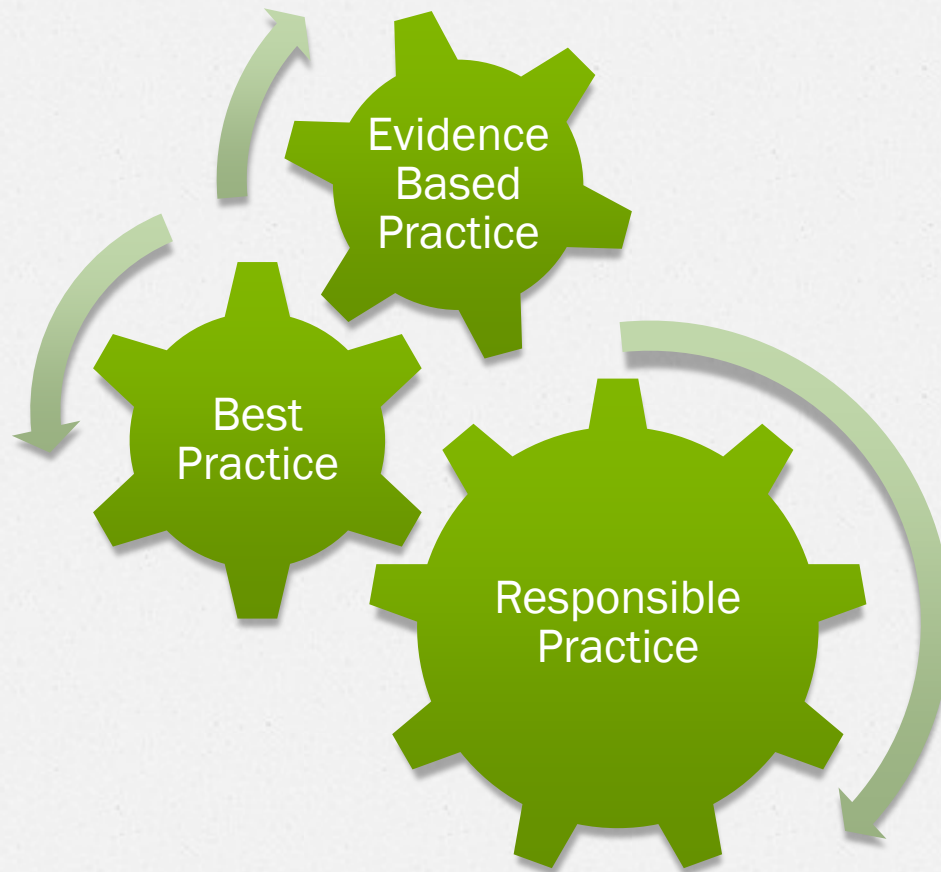 Evidence
Based
Practice
Best
Practice
Responsible
Practice